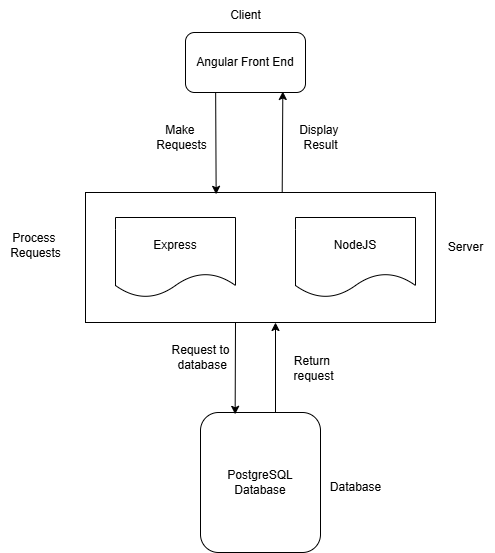 Client
Angular Front End
Make
Requests
Display
Result
Process
Requests
Express
NodeJS
Server
Request to
database
Return
request
PostgreSQL
Database
Database